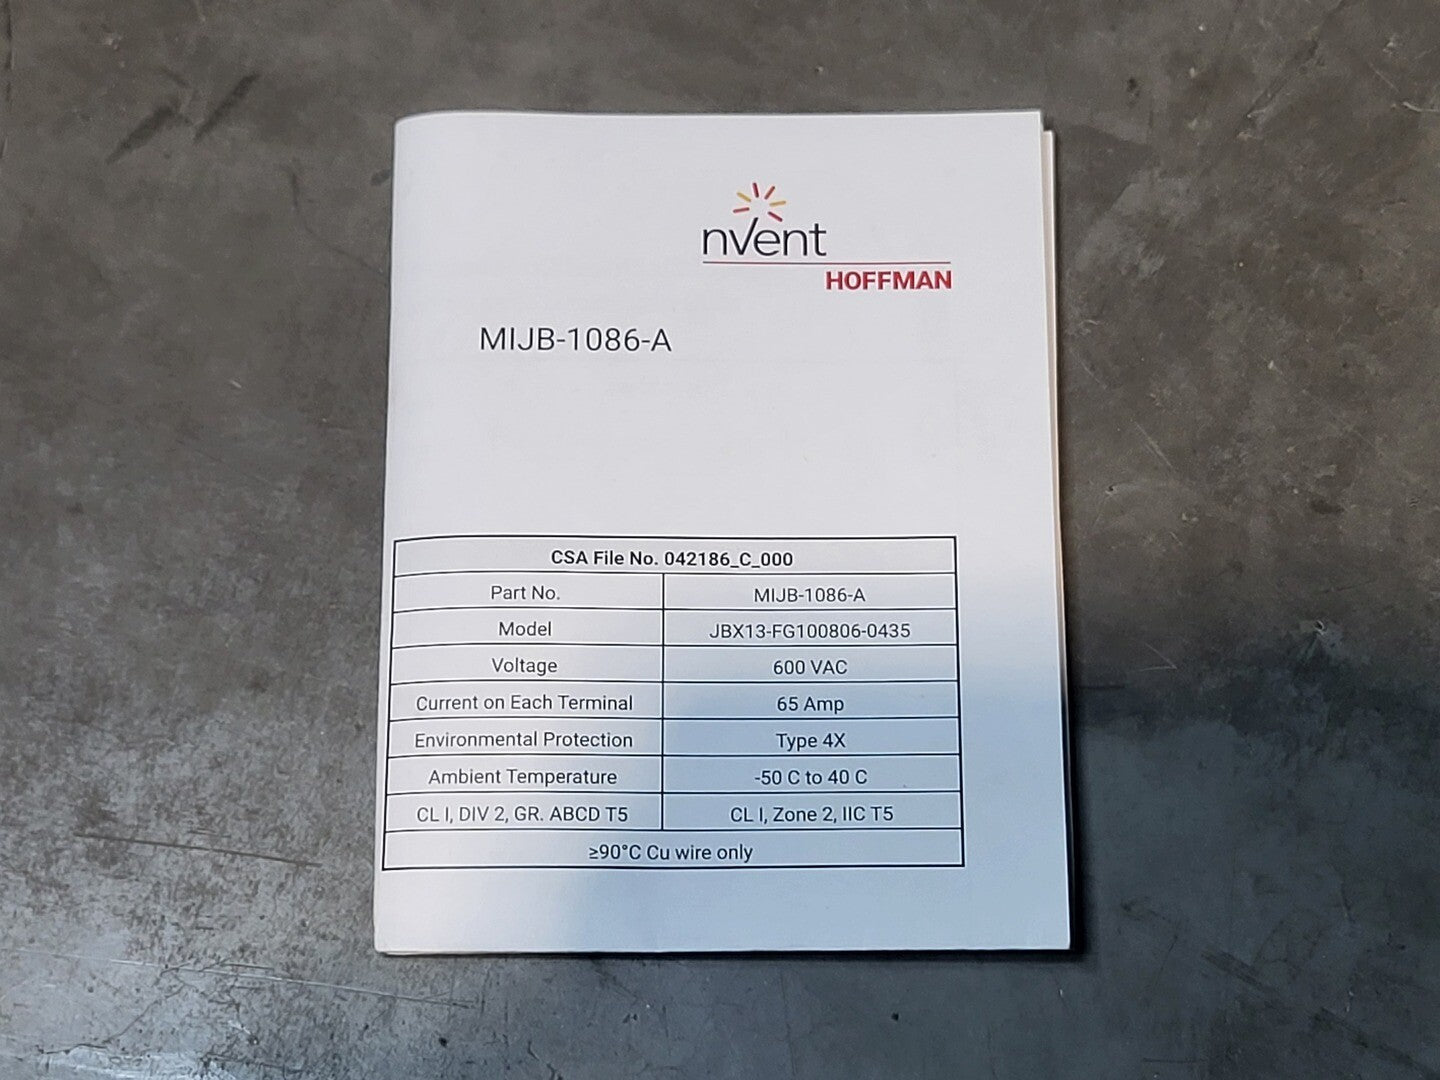 nVent
HOFFMAN
MIJB-1086-A
CSA File No. 042186_C_000
Part No. MIJB-1086-A
Model JBX13-FG100806-0435
Voltage 600 VAC
Current on Each Terminal 65 Amp
Environmental Protection Type 4X
Ambient Temperature -50 C to 40 C
CL I, DIV 2, GR. ABCD T5 CL I, Zone 2, IIC T5
≥90°C Cu wire only